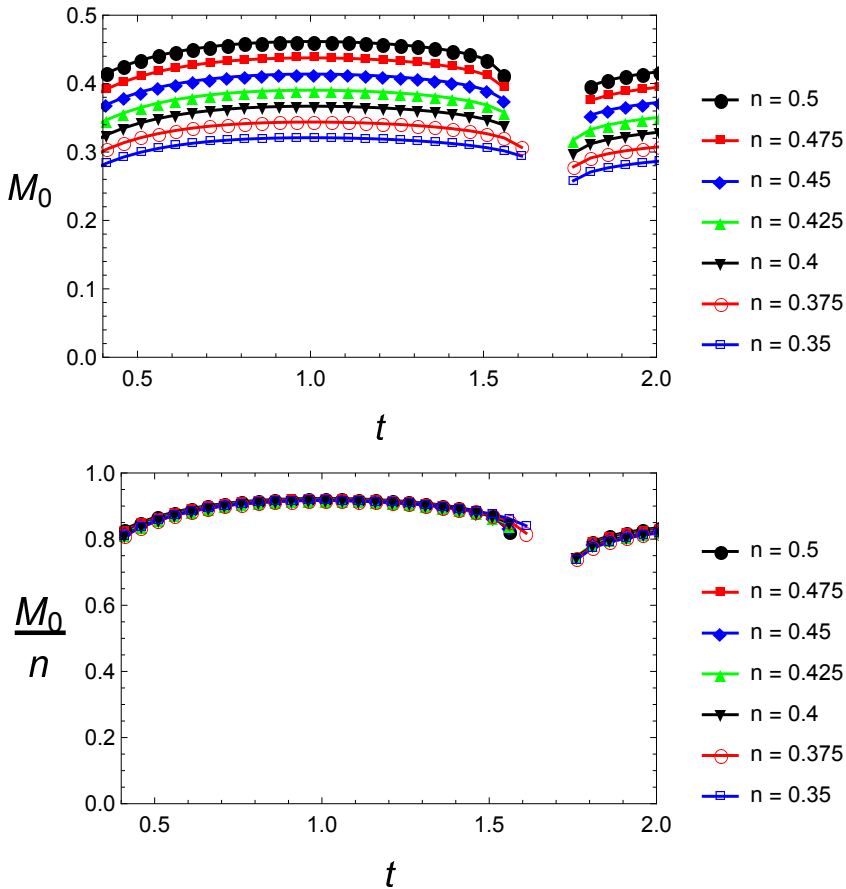 0.5
0.4
0.3
0.2
0.1
0.0
M0
0.5 1.0 1.5 2.0
t
n = 0.5
n = 0.475
n = 0.45
n = 0.425
n = 0.4
n = 0.375
n = 0.35
1.0
0.8
0.6
0.4
0.2
0.0
M0
n
0.5 1.0 1.5 2.0
t
n = 0.5
n = 0.475
n = 0.45
n = 0.425
n = 0.4
n = 0.375
n = 0.35